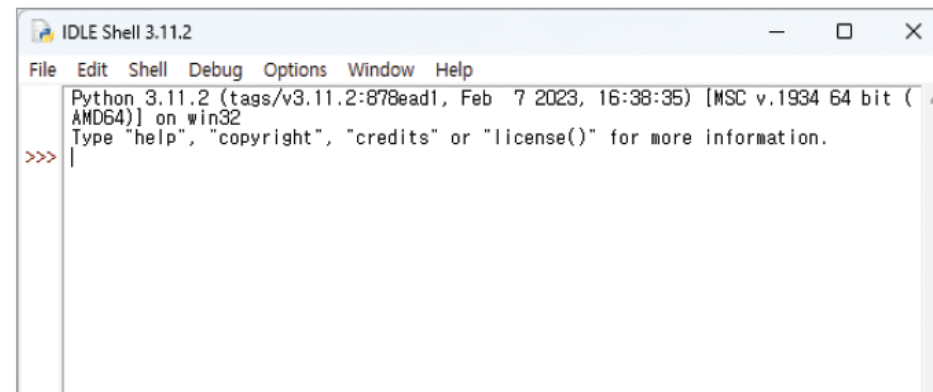 IDLE Shell 3.11.2
File Edit Shell Debug Options Window Help
Python 3.11.2 (tags/v3.11.2:878ead1, Feb  7 2023, 16:38:35) [MSC v.1934 64 bit (
AMD64)] on win32
Type "help", "copyright", "credits" or "license()" for more information.
>>>